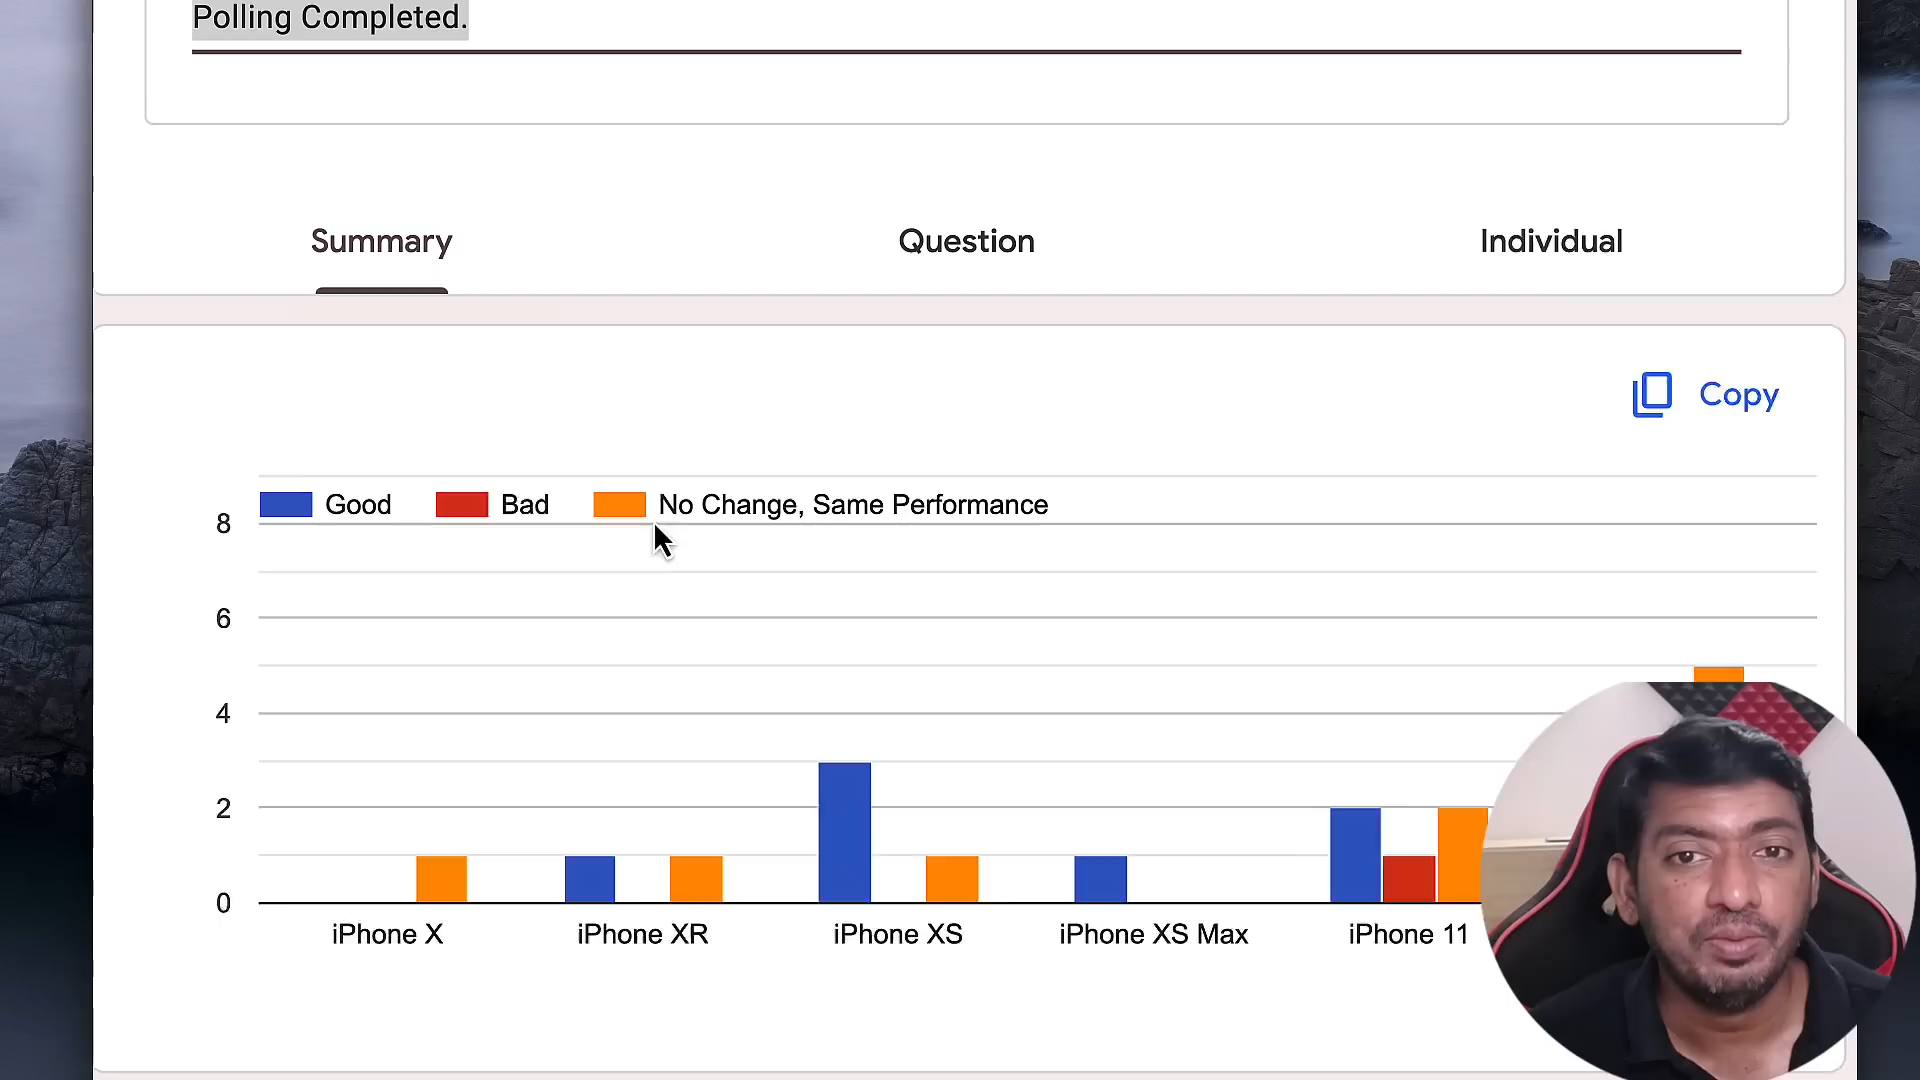 Polling Completed.
Summary Question Individual
Copy
Good Bad No Change, Same Performance
8
6
4
2
0
iPhone X iPhone XR iPhone XS iPhone XS Max iPhone 11